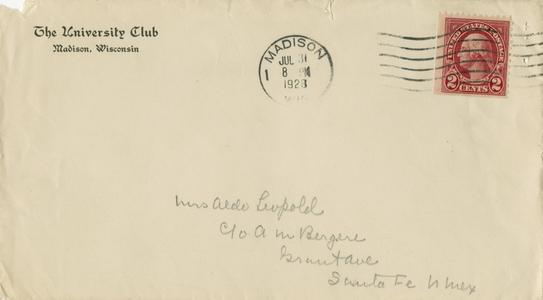 The University Club
Madison, Wisconsin
MADISON
JUL 31
8 PM
1928
1
WIS.
UNITED STATES POSTAGE
2 CENTS 2
Mrs Aldo Leopold
C/o A M Bergere
Grant Ave
Santa Fe N Mex